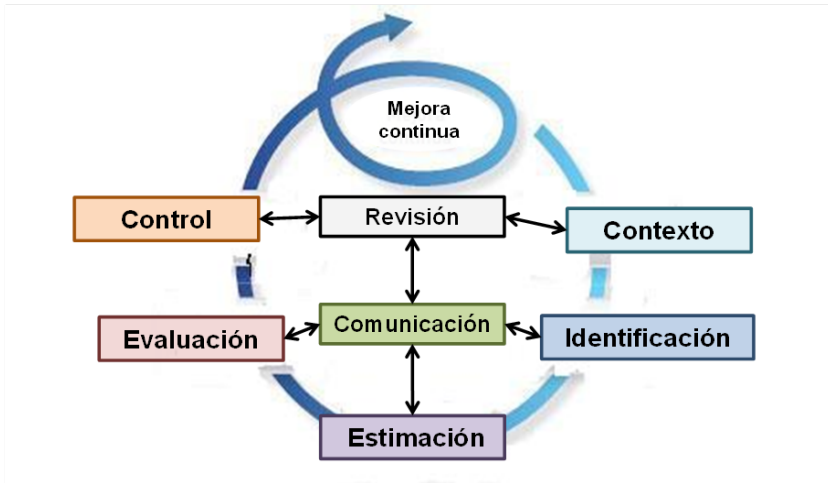 Mejora
continua
Control
Revisión
Contexto
Evaluación
Comunicación
Identificación
Estimación